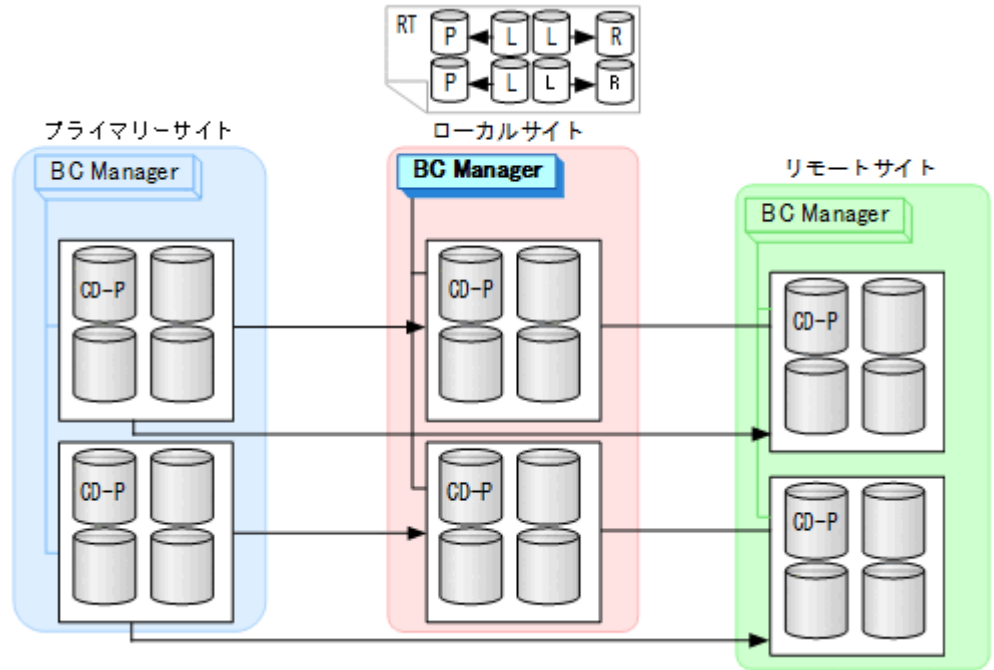 RT P L L R
P L L R
プライマリーサイト
ローカルサイト
リモートサイト
BC Manager
BC Manager
BC Manager
CD-P
CD-P
CD-P
CD-P
CD-P
CD-P